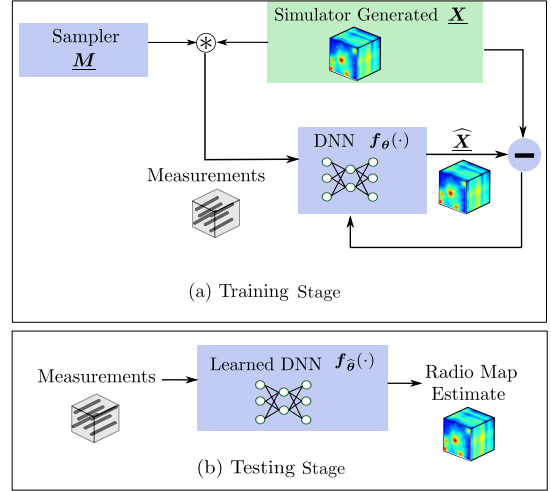 Sampler
M
Simulator Generated X
DNN f_θ(·)
X̂
Measurements
(a) Training Stage
Measurements
Learned DNN f_θ̂(·)
Radio Map
Estimate
(b) Testing Stage